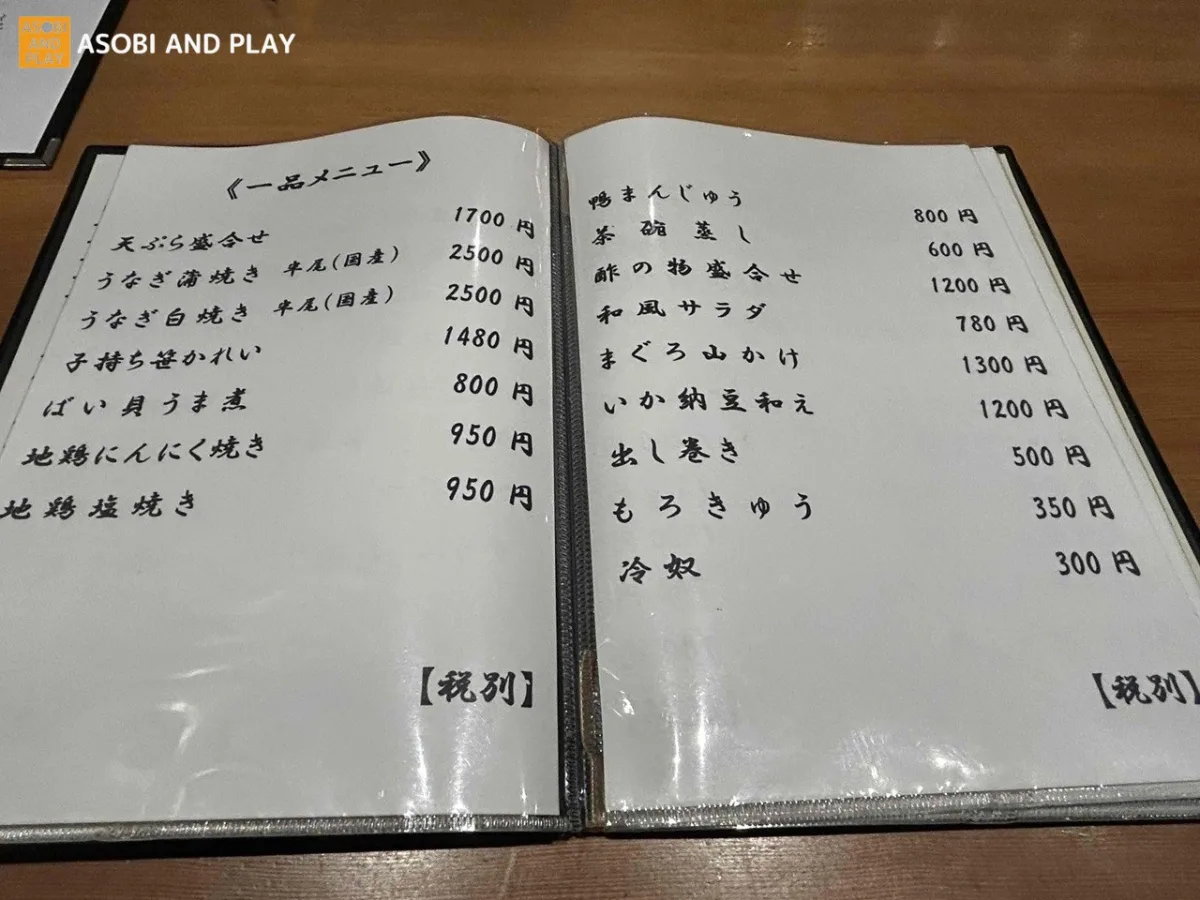 ASOBI AND PLAY
ASOBI AND PLAY
《一品メニュー》
天ぷら盛合せ 1700 円
うなぎ蒲焼き 半尾(国産) 2500 円
うなぎ白焼き 半尾(国産) 2500 円
子持ち笹かれい 1480 円
ばい貝うま煮 800 円
地鶏にんにく焼き 950 円
地鶏塩焼き 950 円
【税別】
鴨まんじゅう 800 円
茶碗蒸し 600 円
酢の物盛合せ 1200 円
和風サラダ 780 円
まぐろ山かけ 1300 円
いか納豆和え 1200 円
出し巻き 500 円
もろきゅう 350 円
冷奴 300 円
【税別】